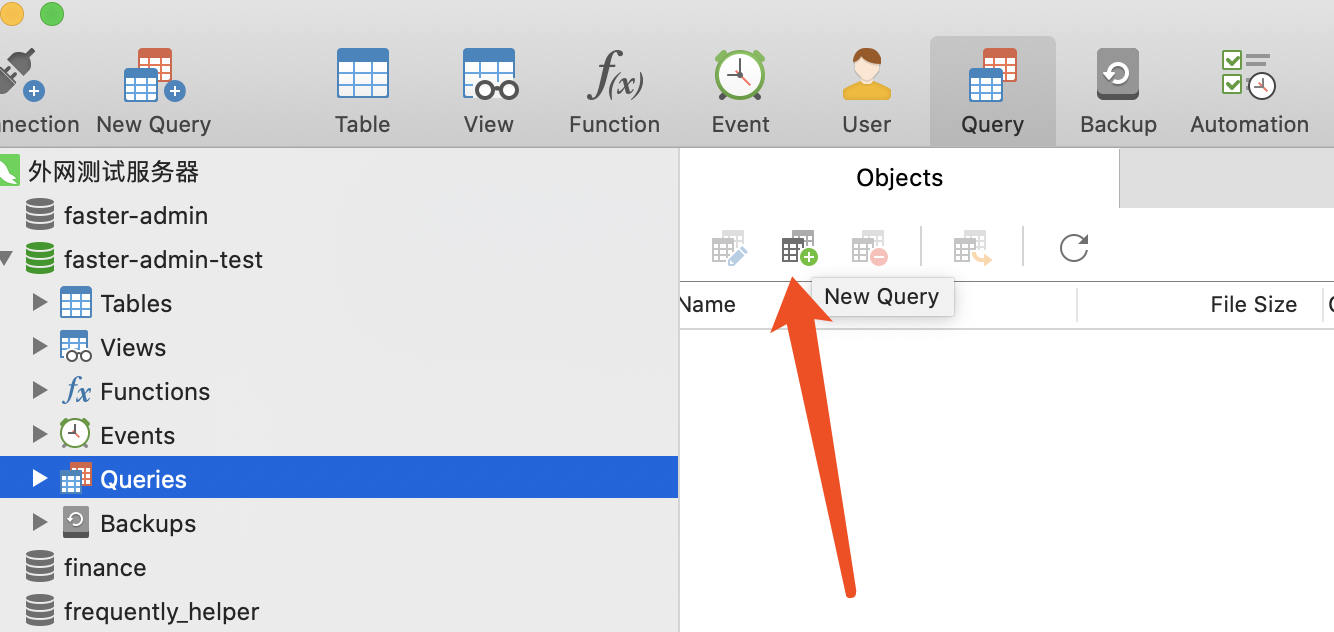 nection New Query Table View Function Event User Query Backup Automation
外网测试服务器
Objects
faster-admin
faster-admin-test
New Query
Tables
Name File Size
Views
Functions
Events
Queries
Backups
finance
frequently_helper